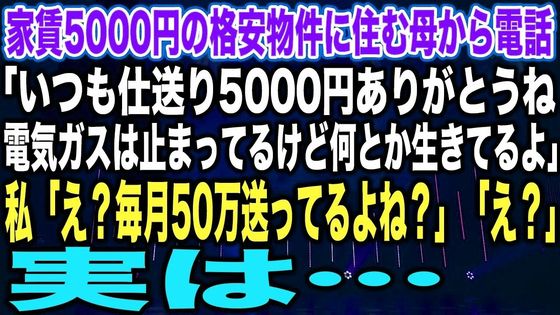 家賃5000円の格安物件に住む母から電話
「いつも仕送り5000円ありがとうね
電気ガスは止まってるけど何とか生きてるよ」
私「え？毎月50万送ってるよね？」「え？」
実は…